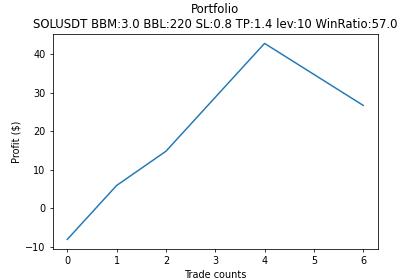 Portfolio
SOLUSDT BBM:3.0 BBL:220 SL:0.8 TP:1.4 lev:10 WinRatio:57.0
Profit ($)
40
30
20
10
0
−10
0 1 2 3 4 5 6
Trade counts